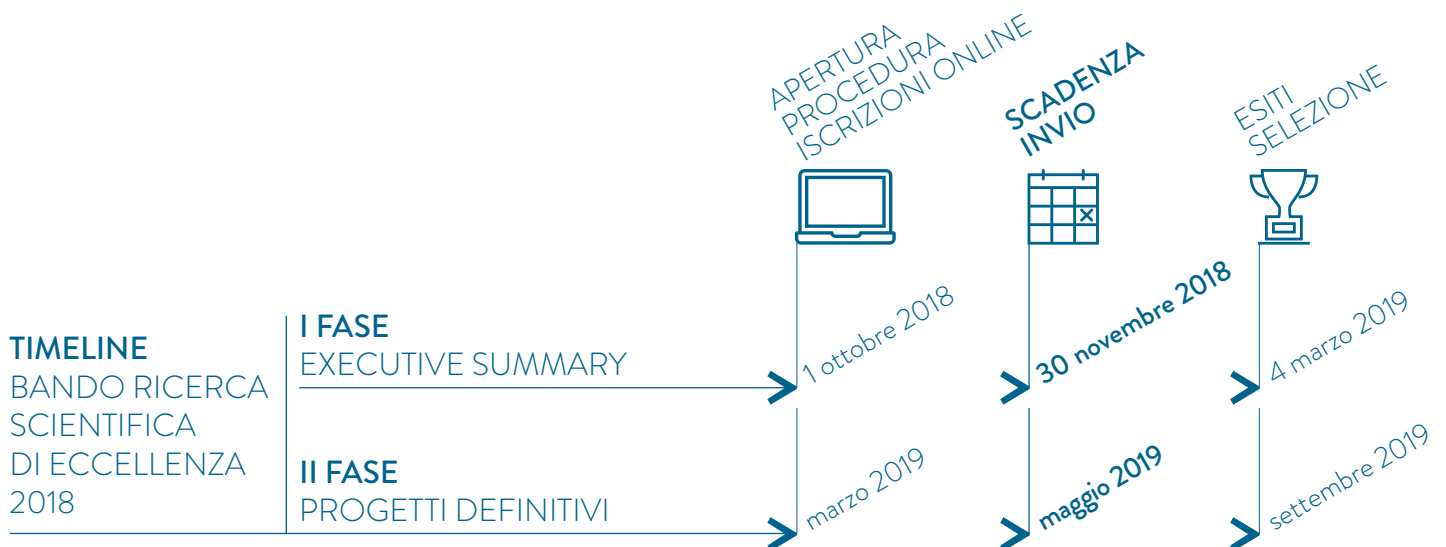 APERTURA
PROCEDURA
ISCRIZIONI ONLINE
SCADENZA
INVIO
ESITI
SELEZIONE
TIMELINE
BANDO RICERCA
SCIENTIFICA
DI ECCELLENZA
2018
I FASE
EXECUTIVE SUMMARY
1 ottobre 2018
30 novembre 2018
4 marzo 2019
II FASE
PROGETTI DEFINITIVI
marzo 2019
maggio 2019
settembre 2019